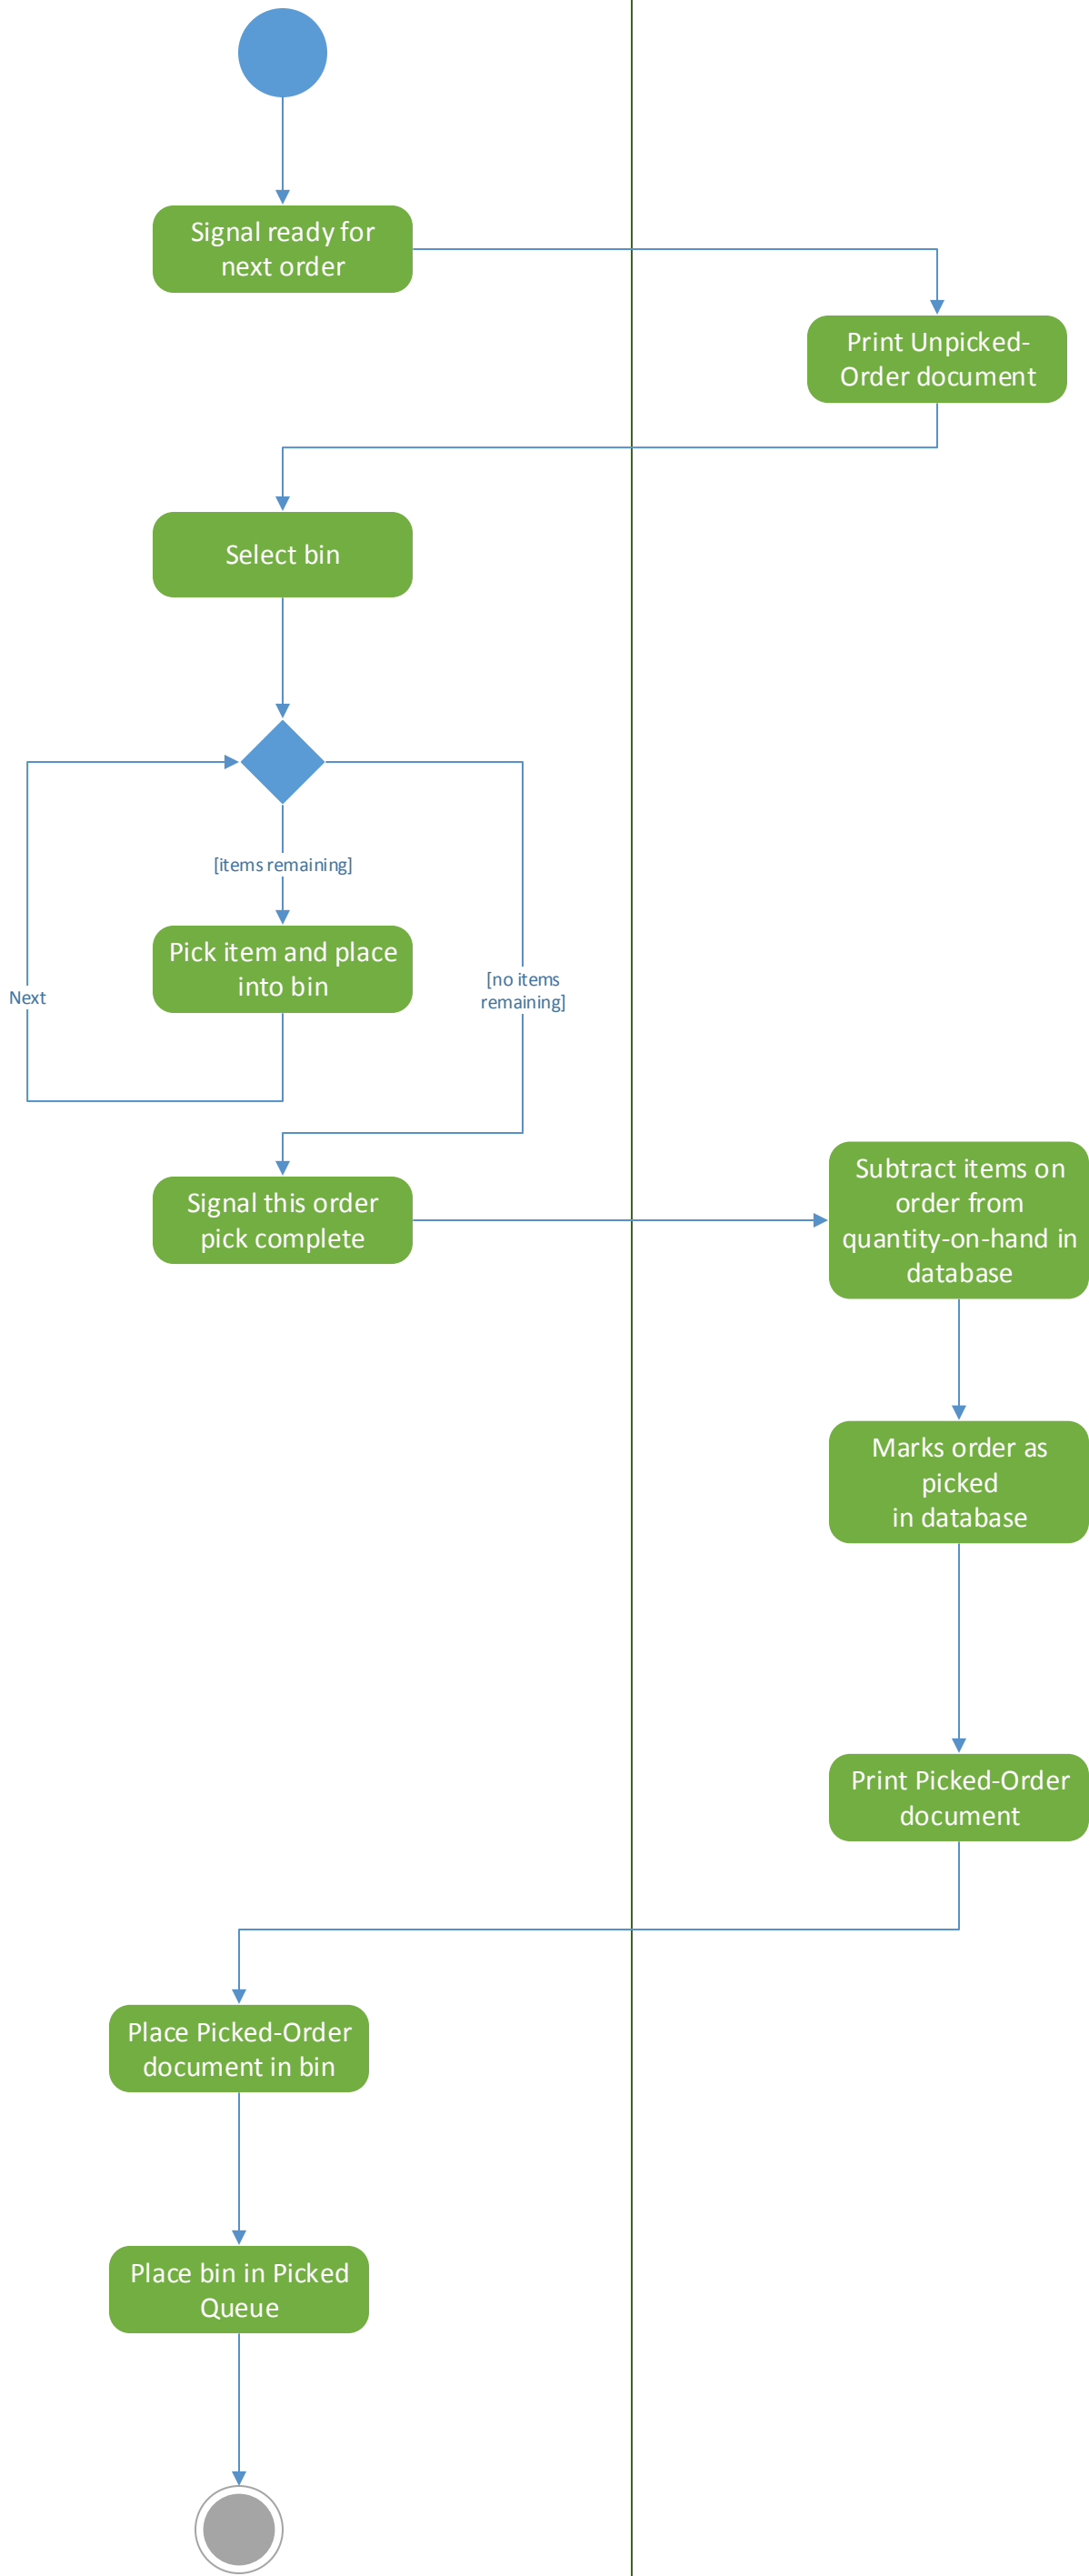 Signal ready for
next order
Print Unpicked-
Order document
Select bin
[items remaining]
Pick item and place
into bin
[no items
remaining]
Next
Signal this order
pick complete
Subtract items on
order from
quantity-on-hand in
database
Marks order as
picked
in database
Print Picked-Order
document
Place Picked-Order
document in bin
Place bin in Picked
Queue